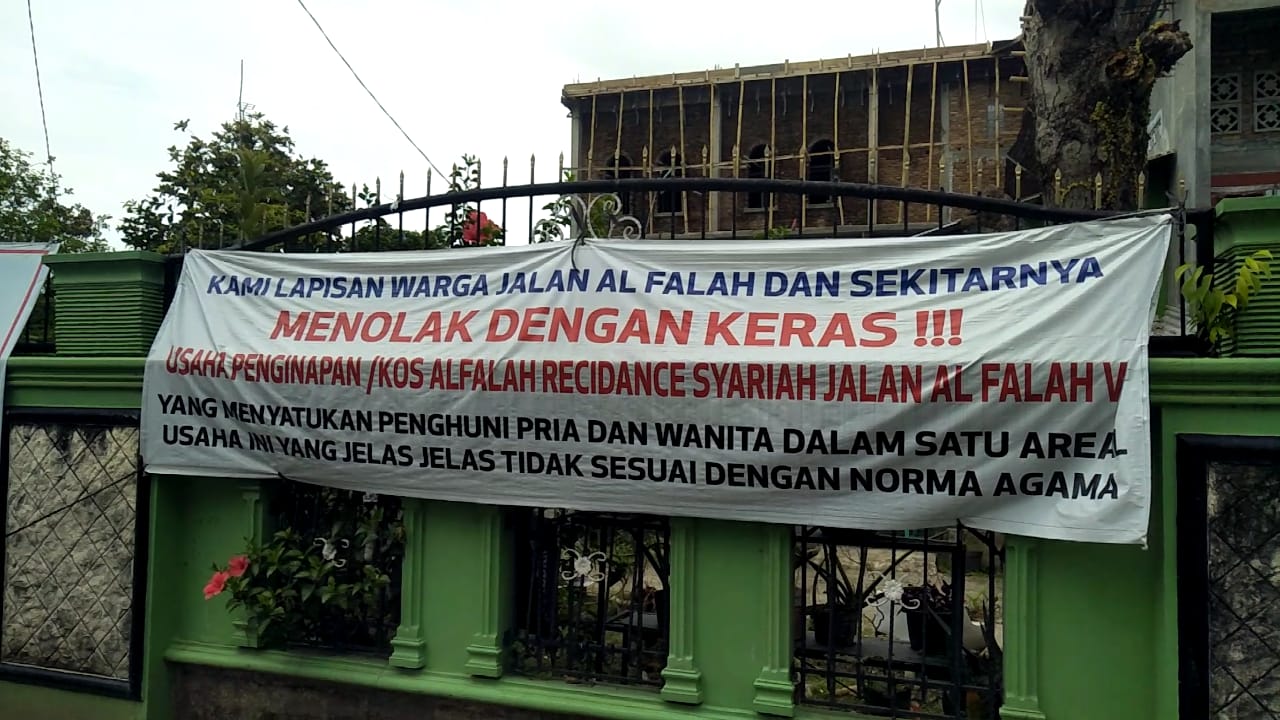 KAMI LAPISAN WARGA JALAN AL FALAH DAN SEKITARNYA
MENOLAK DENGAN KERAS !!!
USAHA PENGINAPAN /KOS ALFALAH RECIDANCE SYARIAH JALAN AL FALAH V
YANG MENYATUKAN PENGHUNI PRIA DAN WANITA DALAM SATU AREAL
USAHA INI YANG JELAS JELAS TIDAK SESUAI DENGAN NORMA AGAMA